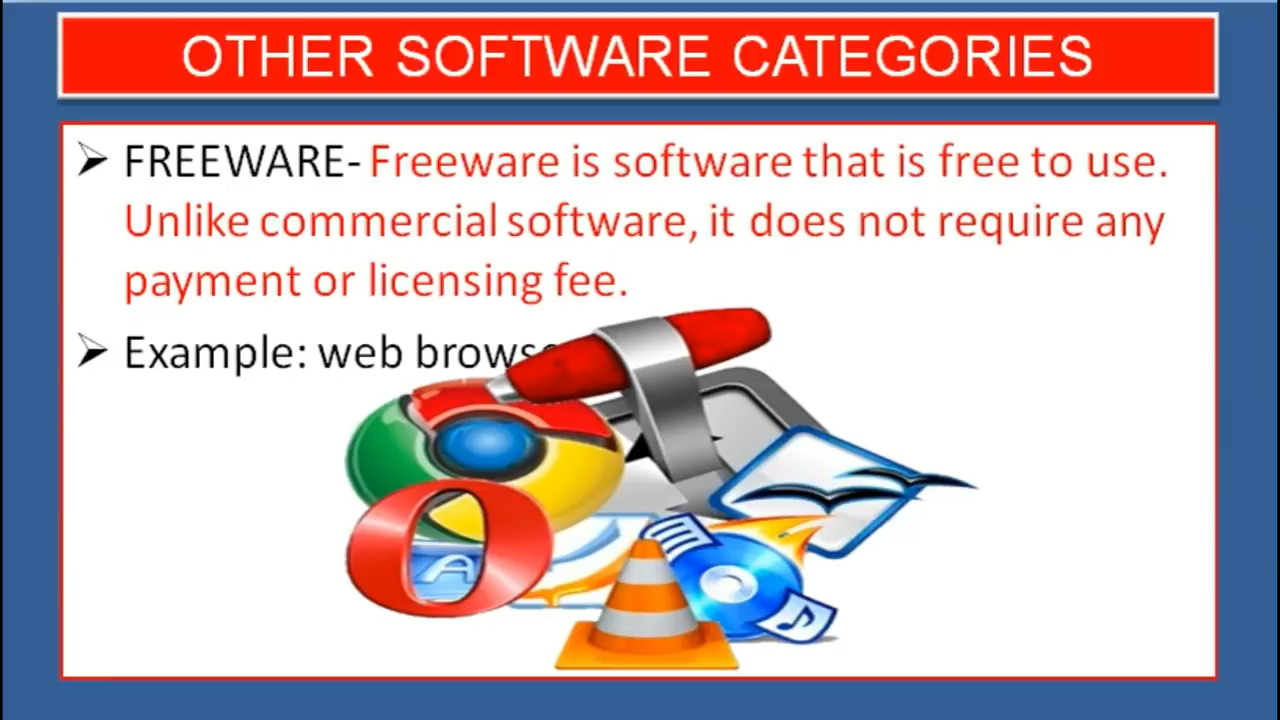 OTHER SOFTWARE CATEGORIES
FREEWARE- Freeware is software that is free to use.
Unlike commercial software, it does not require any
payment or licensing fee.
Example: web